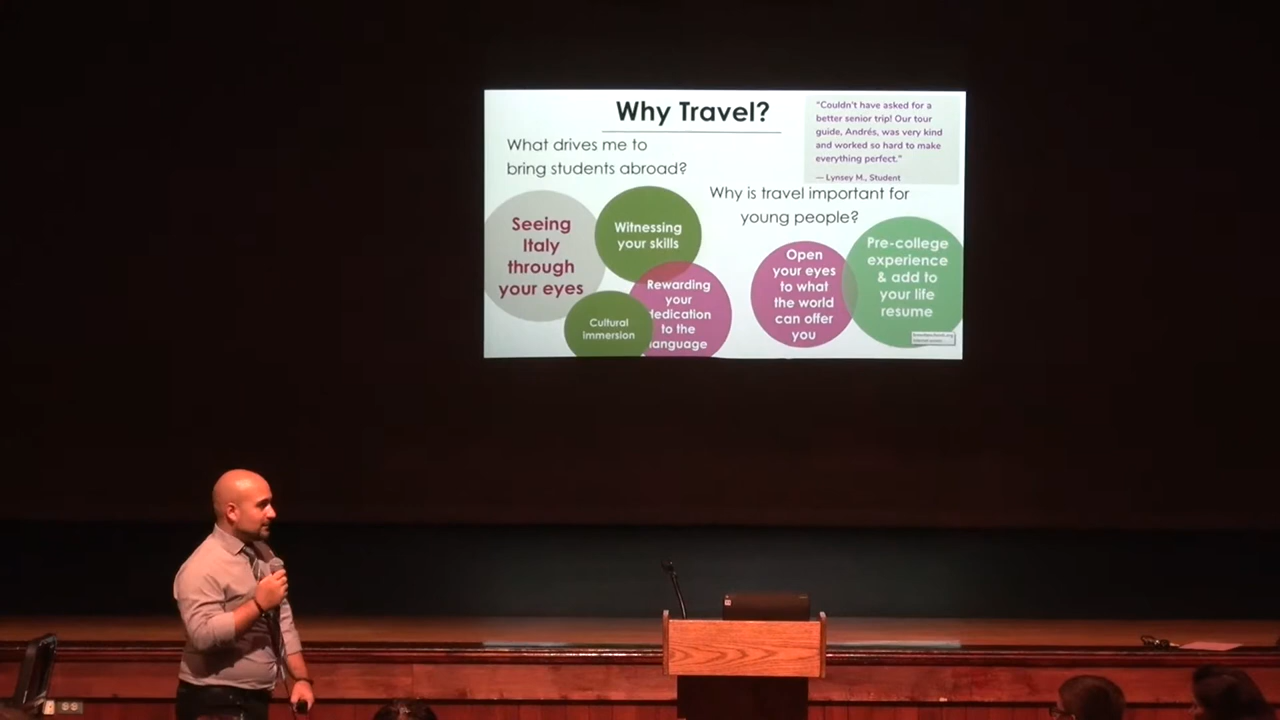 Why Travel?
"Couldn't have asked for a
better senior trip! Our tour
guide, Andrés, was very kind
and worked so hard to make
everything perfect."
— Lynsey M., Student
What drives me to
bring students abroad?
Seeing
Italy
through
your eyes
Witnessing
your skills
Rewarding
your
dedication
to the
language
Cultural
immersion
Why is travel important for
young people?
Open
your eyes
to what
the world
can offer
you
Pre-college
experience
& add to
your life
resume